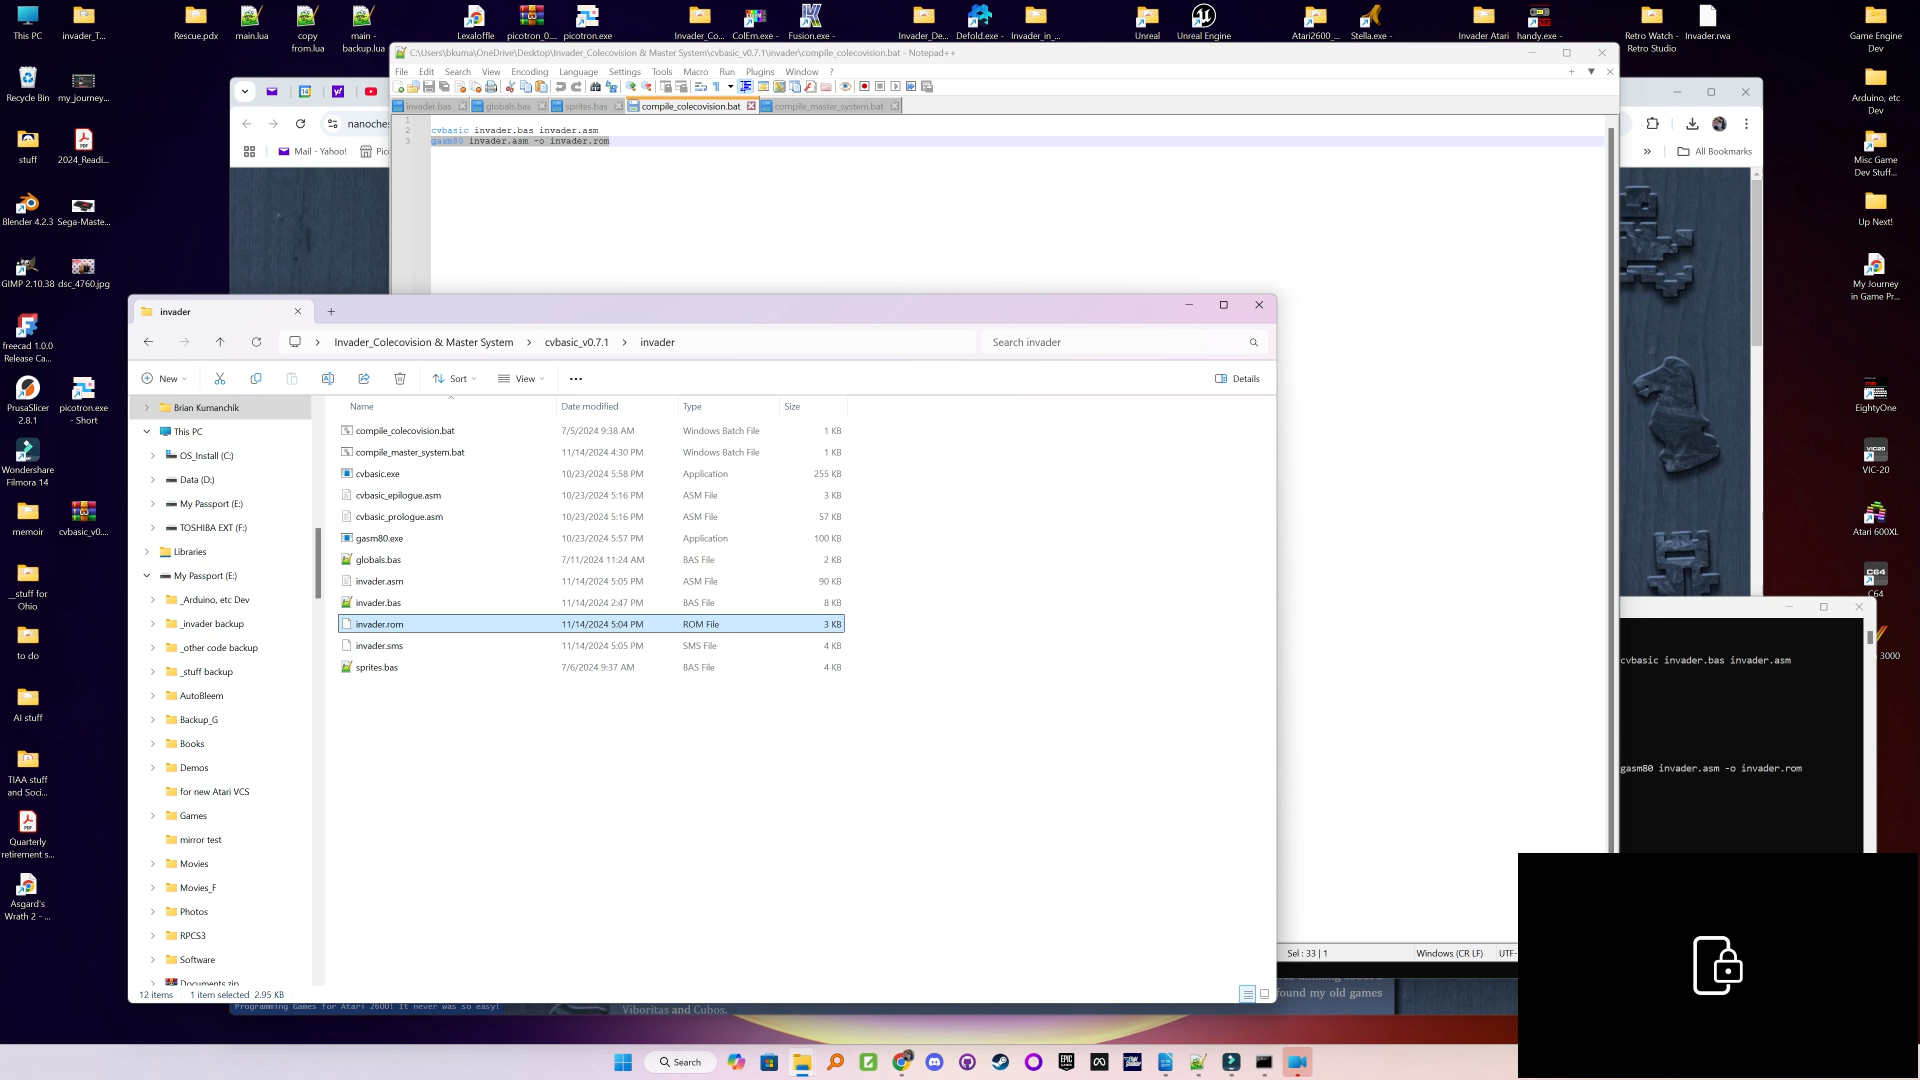 This PC
invader_T...
Rescue.pdx
main.lua
copy
from.lua
main -
backup.lua
Lexaloffle
picotron_0....
picotron.exe
Invader_Co...
ColEm.exe -
Fusion.exe -
Invader_De...
Defold.exe -
Invader_in_...
Unreal
Unreal Engine
Atari2600_...
Stella.exe -
Invader Atari
handy.exe -
Retro Watch -
Retro Studio
Invader.rwa
Game Engine
Dev
C:\Users\bkuma\OneDrive\Desktop\Invader_Colecovision & Master System\cvbasic_v0.7.1\invader\compile_colecovision.bat - Notepad++
File Edit Search View Encoding Language Settings Tools Macro Run Plugins Window ?
invader.bas
globals.bas
sprites.bas
compile_colecovision.bat
compile_master_system.bat
1
2 cvbasic invader.bas invader.asm
3 gasm80 invader.asm -o invader.rom
nanoches
Mail - Yahoo!
All Bookmarks
Recycle Bin
my_journey...
stuff
2024_Readi...
Blender 4.2.3
Sega-Maste...
GIMP 2.10.38
dsc_4760.jpg
freecad 1.0.0
Release Ca...
PrusaSlicer
2.8.1
picotron.exe
- Short
Wondershare
Filmora 14
memoir
cvbasic_v0....
__stuff for
Ohio
to do
AI stuff
TIAA stuff
and Soci...
Quarterly
retirement s...
Asgard's
Wrath 2 - ...
Arduino, etc
Dev
Misc Game
Dev Stuff...
Up Next!
My Journey
in Game Pr...
EightyOne
VIC20
VIC-20
Atari 600XL
C64
C64
3000
invader
Invader_Colecovision & Master System
cvbasic_v0.7.1
invader
Search invader
New
Sort
View
Details
Brian Kumanchik
This PC
OS_Install (C:)
Data (D:)
My Passport (E:)
TOSHIBA EXT (F:)
Libraries
My Passport (E:)
_Arduino, etc Dev
_invader backup
_other code backup
_stuff backup
AutoBleem
Backup_G
Books
Demos
for new Atari VCS
Games
mirror test
Movies
Movies_F
Photos
RPCS3
Software
Documents.zip
Name Date modified Type Size
compile_colecovision.bat 7/5/2024 9:38 AM Windows Batch File 1 KB
compile_master_system.bat 11/14/2024 4:30 PM Windows Batch File 1 KB
cvbasic.exe 10/23/2024 5:58 PM Application 255 KB
cvbasic_epilogue.asm 10/23/2024 5:16 PM ASM File 3 KB
cvbasic_prologue.asm 10/23/2024 5:16 PM ASM File 57 KB
gasm80.exe 10/23/2024 5:57 PM Application 100 KB
globals.bas 7/11/2024 11:24 AM BAS File 2 KB
invader.asm 11/14/2024 5:05 PM ASM File 90 KB
invader.bas 11/14/2024 2:47 PM BAS File 8 KB
invader.rom 11/14/2024 5:04 PM ROM File 3 KB
invader.sms 11/14/2024 5:05 PM SMS File 4 KB
sprites.bas 7/6/2024 9:37 AM BAS File 4 KB
12 items 1 item selected 2.95 KB
cvbasic invader.bas invader.asm
gasm80 invader.asm -o invader.rom
Sel : 33 | 1
Windows (CR LF)
UTF-
found my old games
Programming Games for Atari 2600! It never was so easy!
Viboritas and Cubos.
Search
EPIC
GAMES